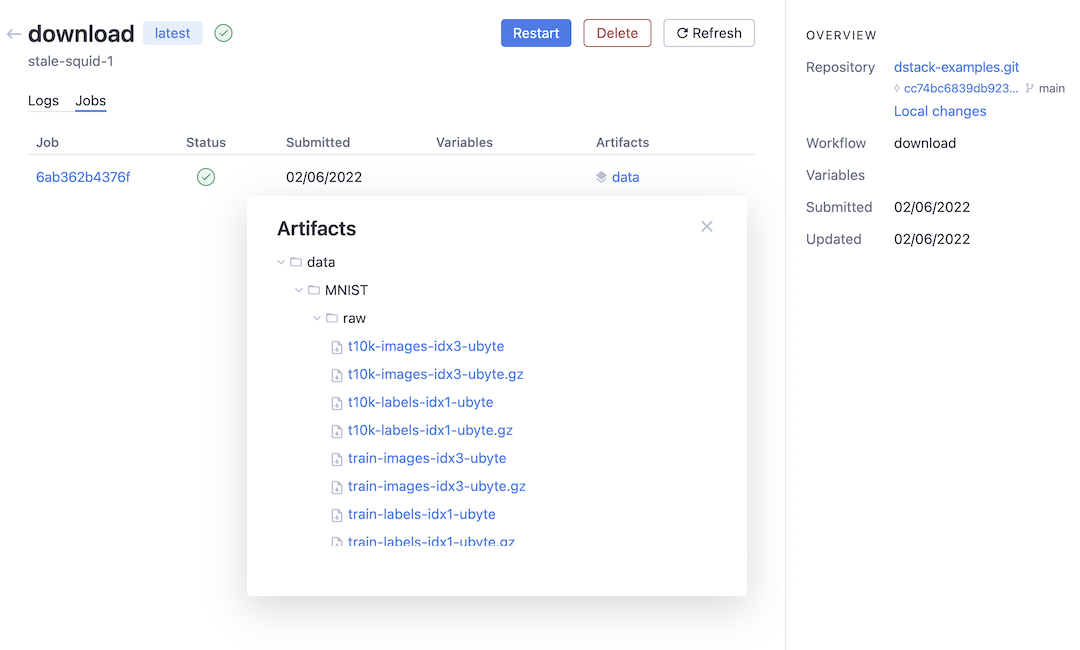 download latest
Restart Delete Refresh
stale-squid-1
Logs Jobs
Job Status Submitted Variables Artifacts
6ab362b4376f 02/06/2022 data
Artifacts
data
MNIST
raw
t10k-images-idx3-ubyte
t10k-images-idx3-ubyte.gz
t10k-labels-idx1-ubyte
t10k-labels-idx1-ubyte.gz
train-images-idx3-ubyte
train-images-idx3-ubyte.gz
train-labels-idx1-ubyte
train-labels-idx1-ubyte.gz
OVERVIEW
Repository dstack-examples.git
cc74bc6839db923... main
Local changes
Workflow download
Variables
Submitted 02/06/2022
Updated 02/06/2022